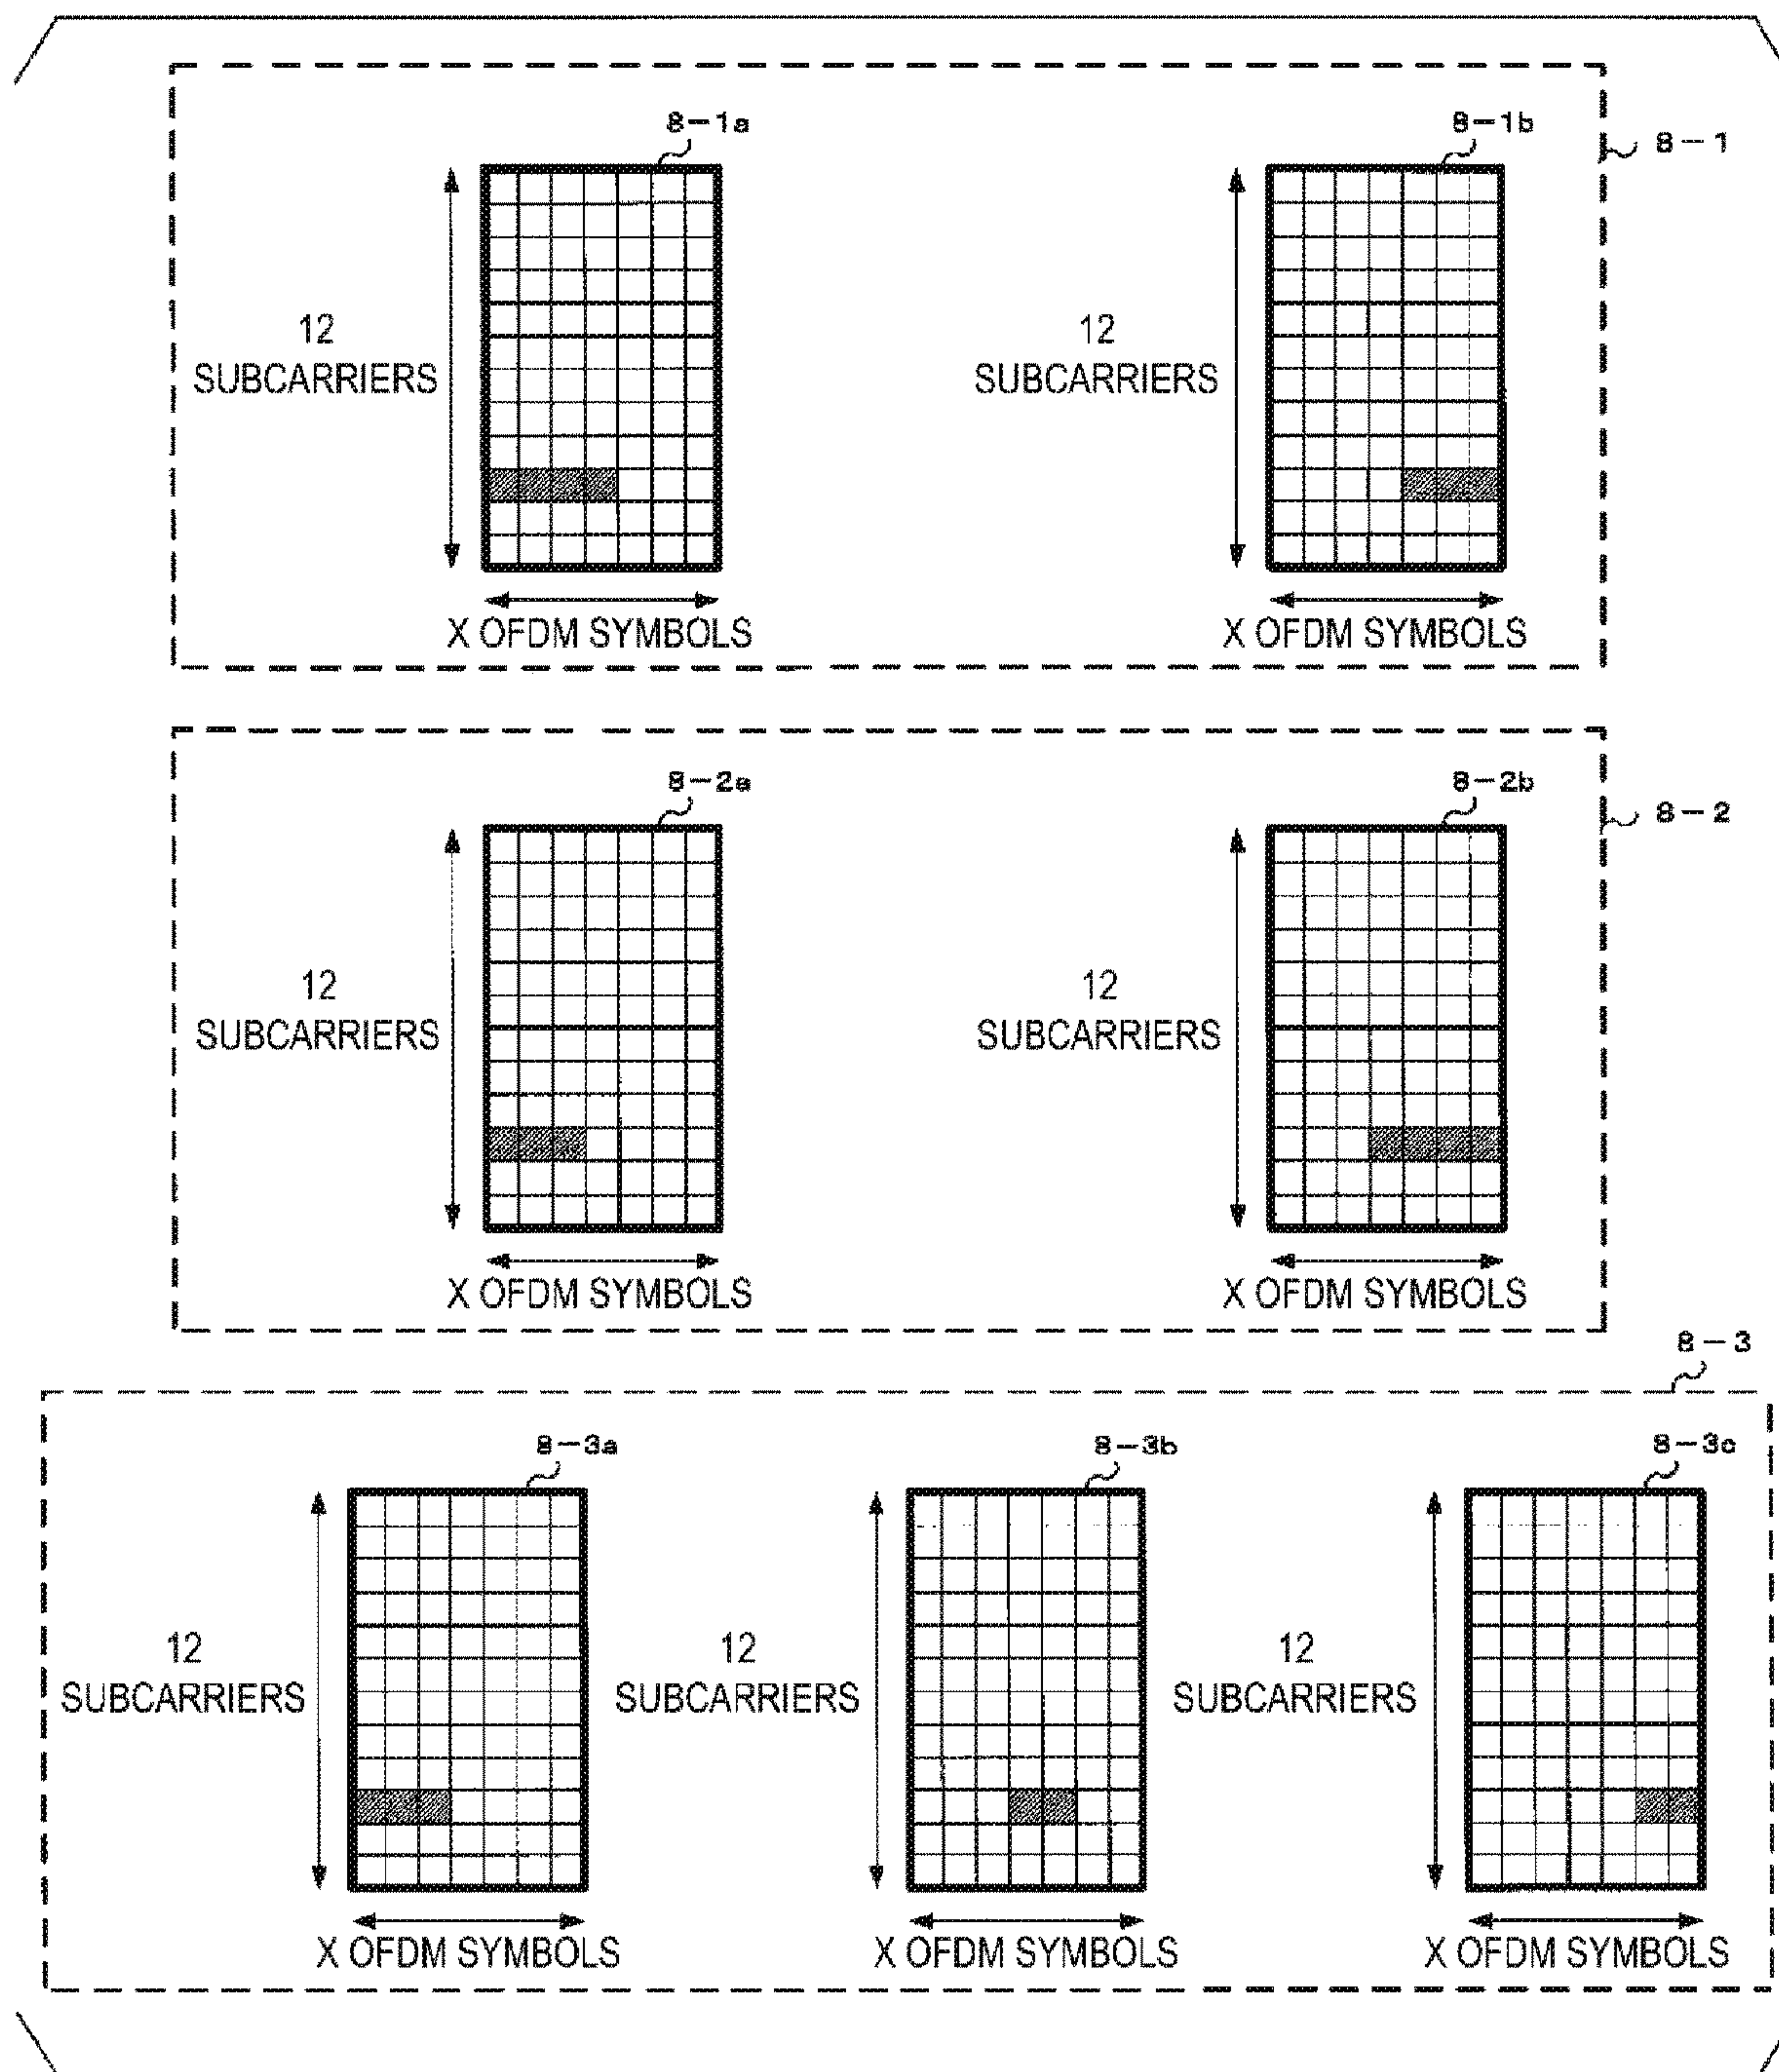 8-1a
8-1b
8-1
12
SUBCARRIERS
12
SUBCARRIERS
X OFDM SYMBOLS
X OFDM SYMBOLS
8-2a
8-2b
8-2
12
SUBCARRIERS
12
SUBCARRIERS
X OFDM SYMBOLS
X OFDM SYMBOLS
8-3
8-3a
8-3b
8-3c
12
SUBCARRIERS
12
SUBCARRIERS
12
SUBCARRIERS
X OFDM SYMBOLS
X OFDM SYMBOLS
X OFDM SYMBOLS